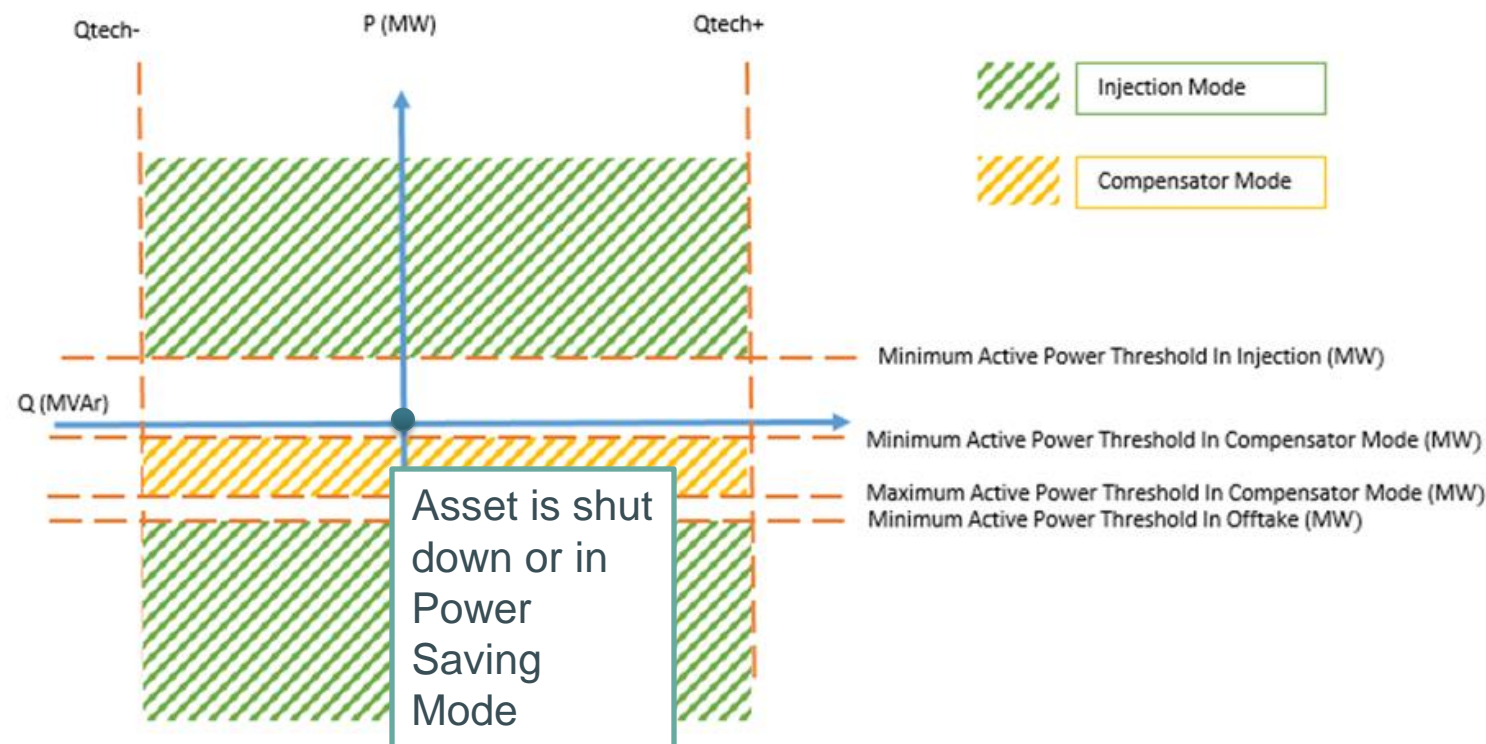 Qtech-
P (MW)
Qtech+
Injection Mode
Compensator Mode
Minimum Active Power Threshold In Injection (MW)
Q (MVAr)
Minimum Active Power Threshold In Compensator Mode (MW)
Maximum Active Power Threshold In Compensator Mode (MW)
Minimum Active Power Threshold In Offtake (MW)
Asset is shut
down or in
Power
Saving
Mode